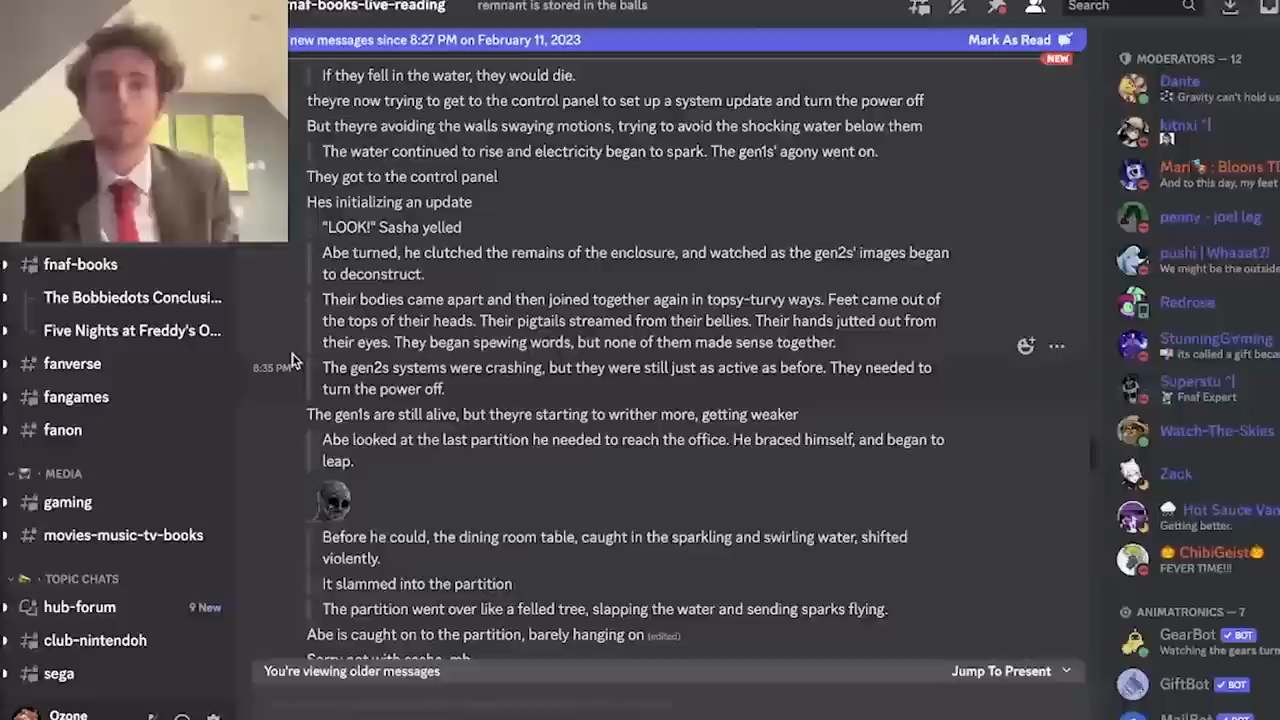 fnaf-books-live-reading
remnant is stored in the balls
Search
new messages since 8:27 PM on February 11, 2023
Mark As Read
NEW
If they fell in the water, they would die.
theyre now trying to get to the control panel to set up a system update and turn the power off
But theyre avoiding the walls swaying motions, trying to avoid the shocking water below them
The water continued to rise and electricity began to spark. The gen1s' agony went on.
They got to the control panel
Hes initializing an update
"LOOK!" Sasha yelled
Abe turned, he clutched the remains of the enclosure, and watched as the gen2s' images began
to deconstruct.
Their bodies came apart and then joined together again in topsy-turvy ways. Feet came out of
the tops of their heads. Their pigtails streamed from their bellies. Their hands jutted out from
their eyes. They began spewing words, but none of them made sense together.
8:35 PM
The gen2s systems were crashing, but they were still just as active as before. They needed to
turn the power off.
The gen1s are still alive, but theyre starting to writher more, getting weaker
Abe looked at the last partition he needed to reach the office. He braced himself, and began to
leap.
Before he could, the dining room table, caught in the sparkling and swirling water, shifted
violently.
It slammed into the partition
The partition went over like a felled tree, slapping the water and sending sparks flying.
Abe is caught on to the partition, barely hanging on (edited)
Sorry not with sasha, mb
You're viewing older messages
Jump To Present
fnaf-books
The Bobbiedots Conclusi...
Five Nights at Freddy's O...
fanverse
fangames
fanon
MEDIA
gaming
movies-music-tv-books
TOPIC CHATS
hub-forum
9 New
club-nintendoh
sega
Ozone
MODERATORS — 12
Dante
Gravity can't hold us
kitnxi ^|
Mari : Bloons TD
And to this day, my feet
penny - joel leg
pushi | Whaaat?!
We might be the outside
Redrose
StunningGaming
its called a gift beca
Superstu ^|
Fnaf Expert
Watch-The-Skies
Zack
Hot Sauce Van
Getting better.
ChibiGeist
FEVER TIME!!!
ANIMATRONICS — 7
GearBot BOT
Watching the gears turn
GiftBot BOT
MailBot BOT